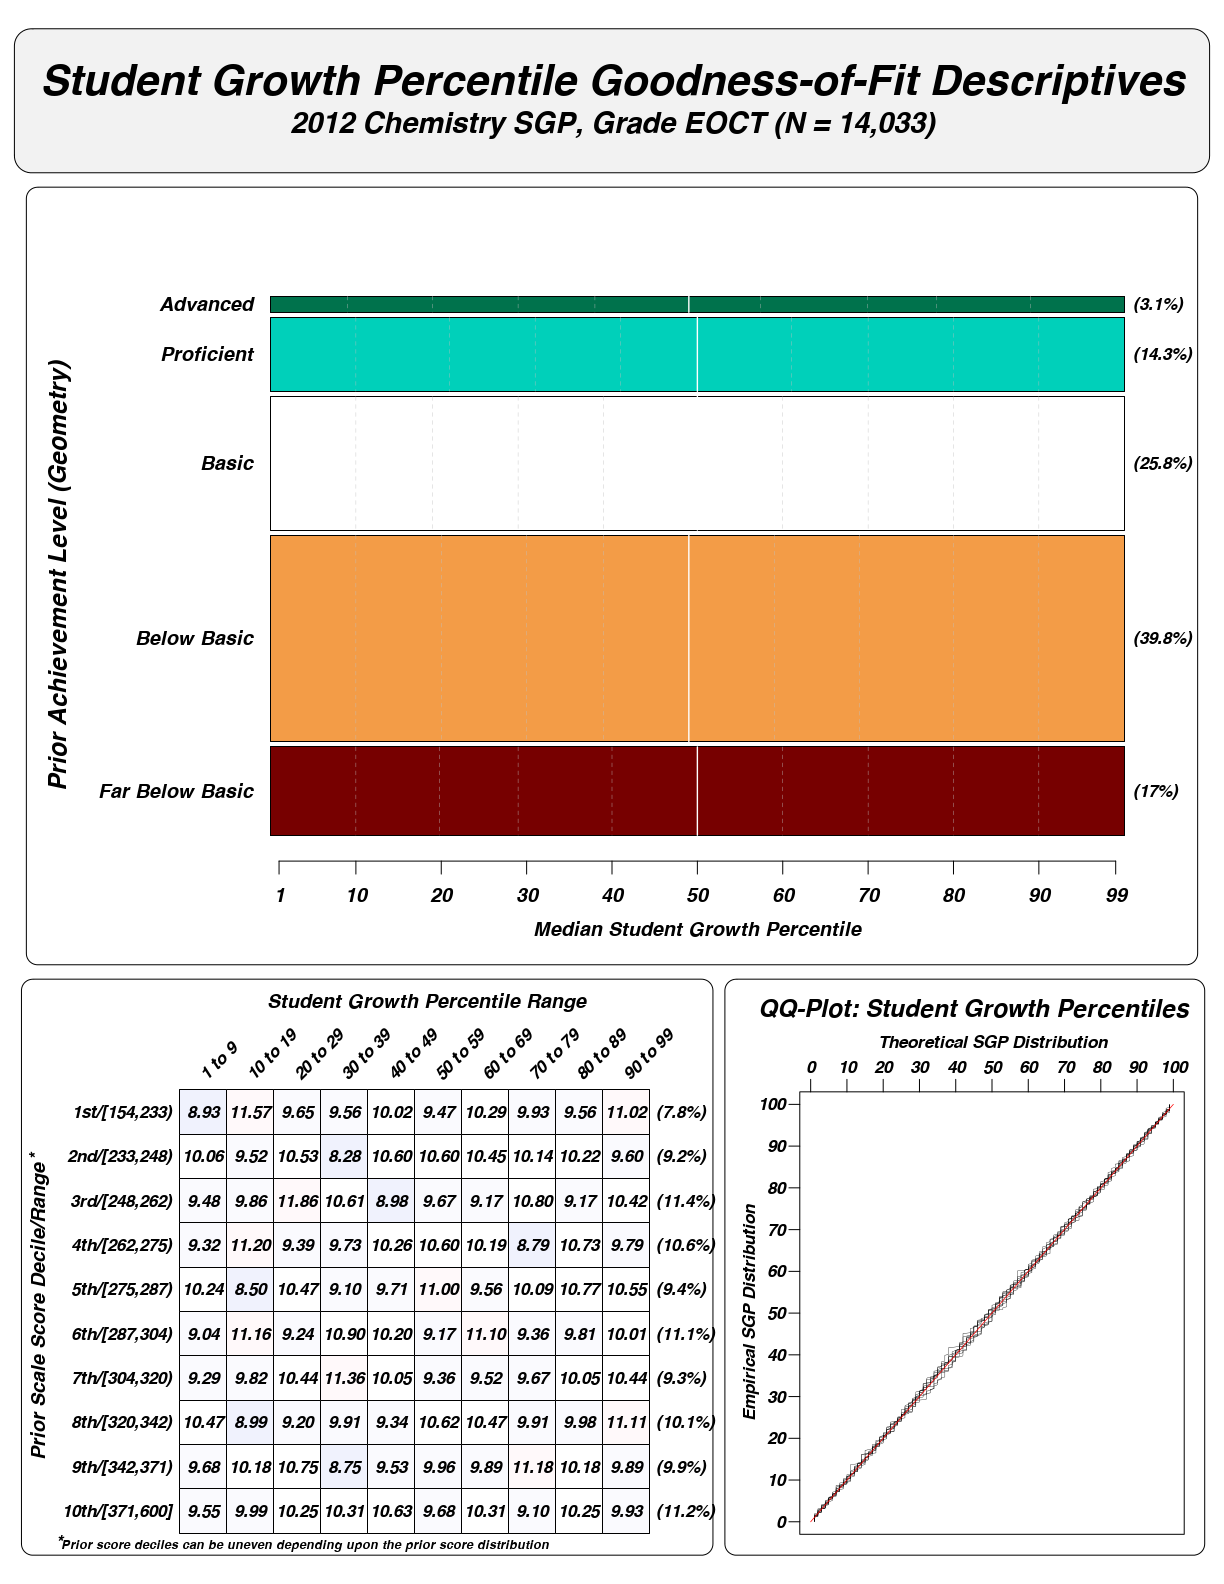 Student Growth Percentile Goodness-of-Fit Descriptives
2012 Chemistry SGP, Grade EOCT (N = 14,033)
Prior Achievement Level (Geometry)
Advanced (3.1%)
Proficient (14.3%)
Basic (25.8%)
Below Basic (39.8%)
Far Below Basic (17%)
1 10 20 30 40 50 60 70 80 90 99
Median Student Growth Percentile
Student Growth Percentile Range
1 to 9 10 to 19 20 to 29 30 to 39 40 to 49 50 to 59 60 to 69 70 to 79 80 to 89 90 to 99
Prior Scale Score Decile/Range*
1st/[154,233) 8.93 11.57 9.65 9.56 10.02 9.47 10.29 9.93 9.56 11.02 (7.8%)
2nd/[233,248) 10.06 9.52 10.53 8.28 10.60 10.60 10.45 10.14 10.22 9.60 (9.2%)
3rd/[248,262) 9.48 9.86 11.86 10.61 8.98 9.67 9.17 10.80 9.17 10.42 (11.4%)
4th/[262,275) 9.32 11.20 9.39 9.73 10.26 10.60 10.19 8.79 10.73 9.79 (10.6%)
5th/[275,287) 10.24 8.50 10.47 9.10 9.71 11.00 9.56 10.09 10.77 10.55 (9.4%)
6th/[287,304) 9.04 11.16 9.24 10.90 10.20 9.17 11.10 9.36 9.81 10.01 (11.1%)
7th/[304,320) 9.29 9.82 10.44 11.36 10.05 9.36 9.52 9.67 10.05 10.44 (9.3%)
8th/[320,342) 10.47 8.99 9.20 9.91 9.34 10.62 10.47 9.91 9.98 11.11 (10.1%)
9th/[342,371) 9.68 10.18 10.75 8.75 9.53 9.96 9.89 11.18 10.18 9.89 (9.9%)
10th/[371,600] 9.55 9.99 10.25 10.31 10.63 9.68 10.31 9.10 10.25 9.93 (11.2%)
*Prior score deciles can be uneven depending upon the prior score distribution
QQ-Plot: Student Growth Percentiles
Theoretical SGP Distribution
0 10 20 30 40 50 60 70 80 90 100
Empirical SGP Distribution
100
90
80
70
60
50
40
30
20
10
0